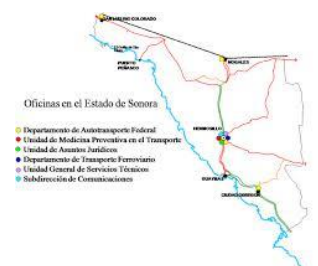 SAN LUIS RIO COLORADO
PUERTO
PEÑASCO
NOGALES
Oficinas en el Estado de Sonora
HERMOSILLO
Departamento de Autotransporte Federal
Unidad de Medicina Preventiva en el Transporte
Unidad de Asuntos Jurídicos
Departamento de Transporte Ferroviario
Unidad General de Servicios Técnicos
Subdirección de Comunicaciones
GUAYMAS
CIUDAD OBREGON